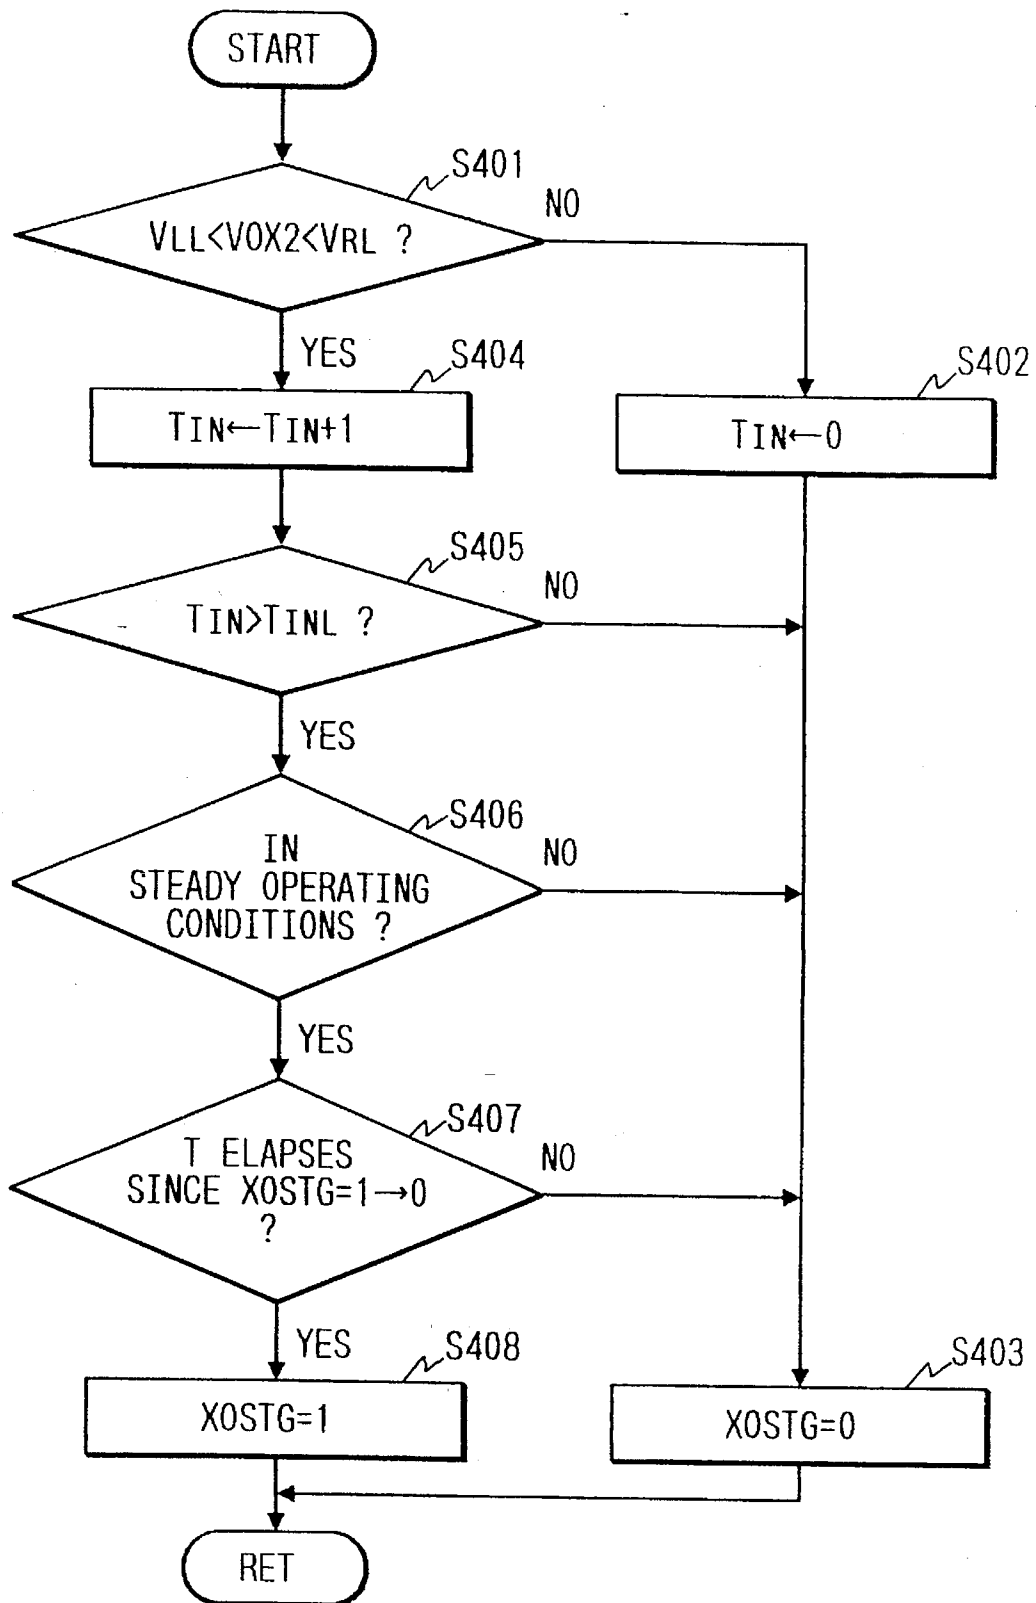 START
S401
VLL<VOX2<VRL ?
NO
YES
S404
TIN←TIN+1
S402
TIN←0
S405
TIN>TINL ?
NO
YES
S406
IN
STEADY OPERATING
CONDITIONS ?
NO
YES
S407
T ELAPSES
SINCE XOSTG=1→0
?
NO
YES
S408
XOSTG=1
S403
XOSTG=0
RET